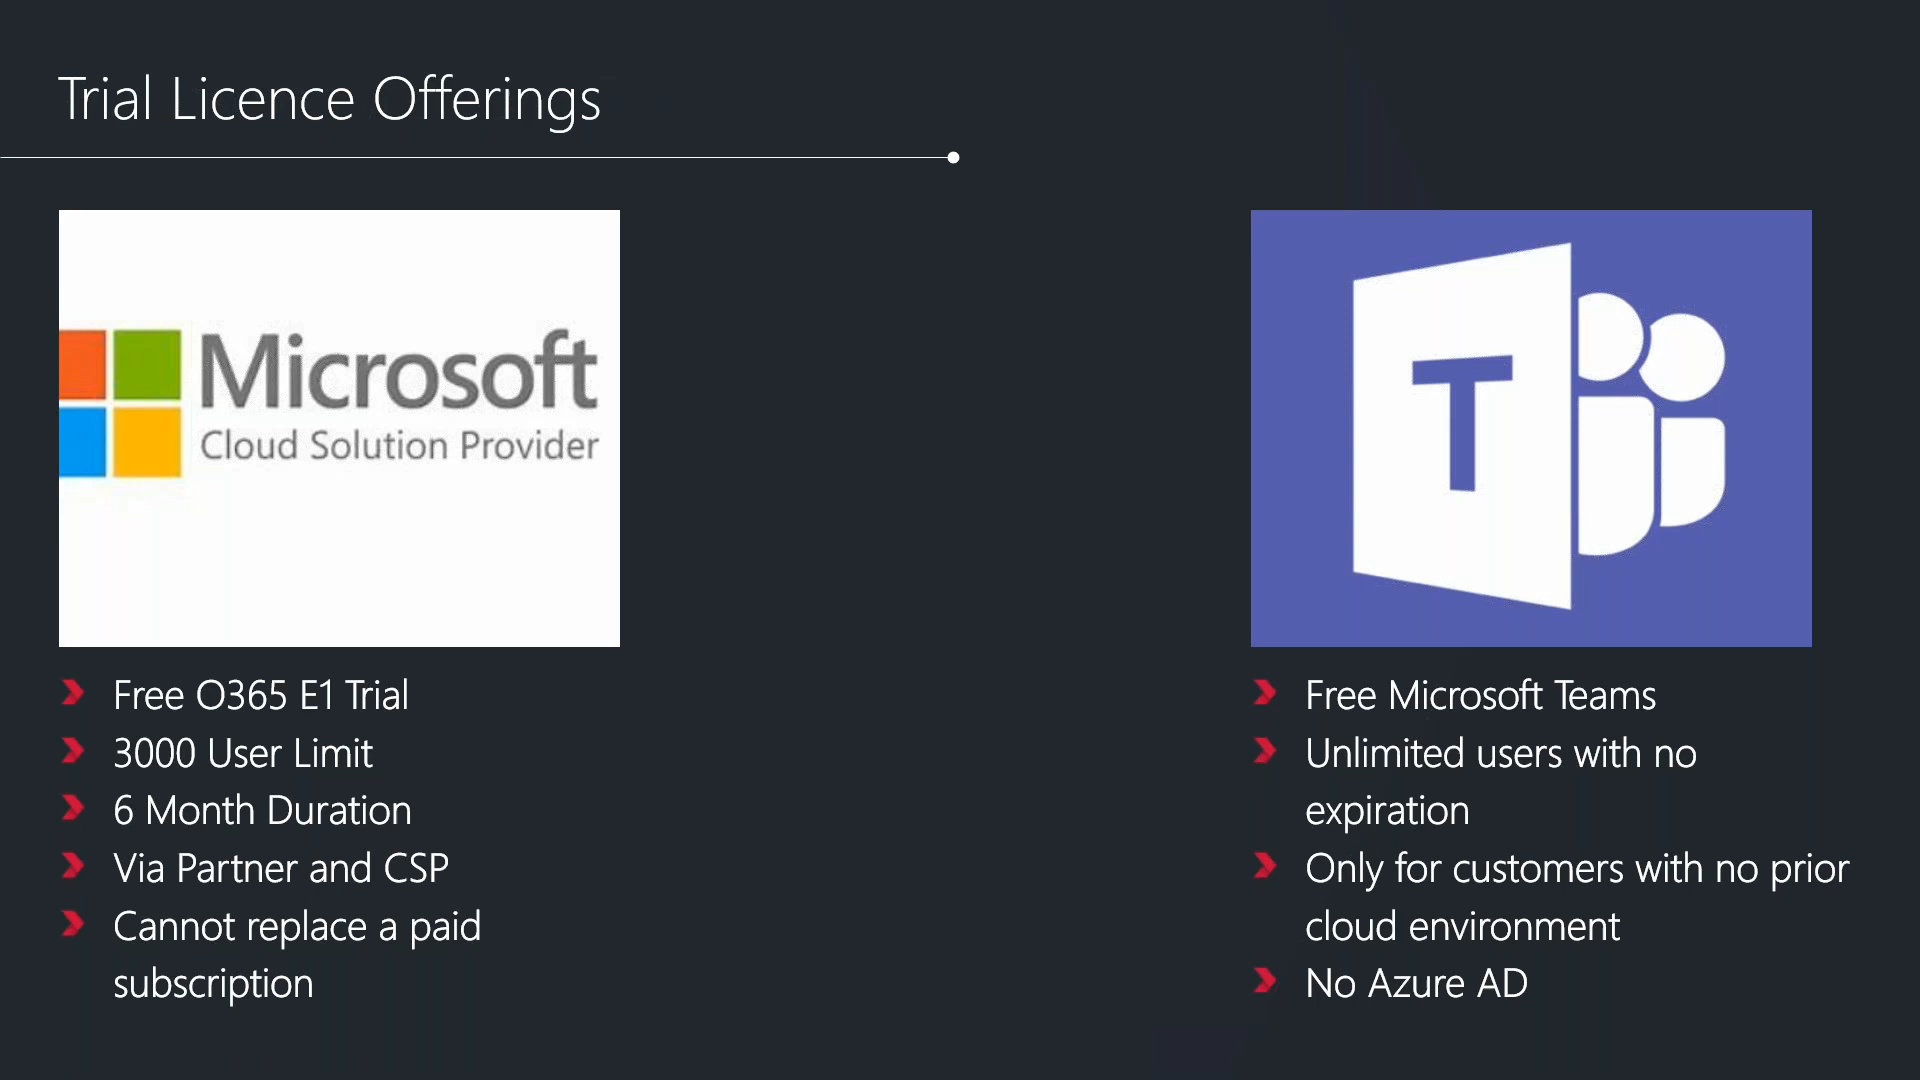 Trial Licence Offerings
Microsoft
Cloud Solution Provider
Free O365 E1 Trial
3000 User Limit
6 Month Duration
Via Partner and CSP
Cannot replace a paid
subscription
T
Free Microsoft Teams
Unlimited users with no
expiration
Only for customers with no prior
cloud environment
No Azure AD